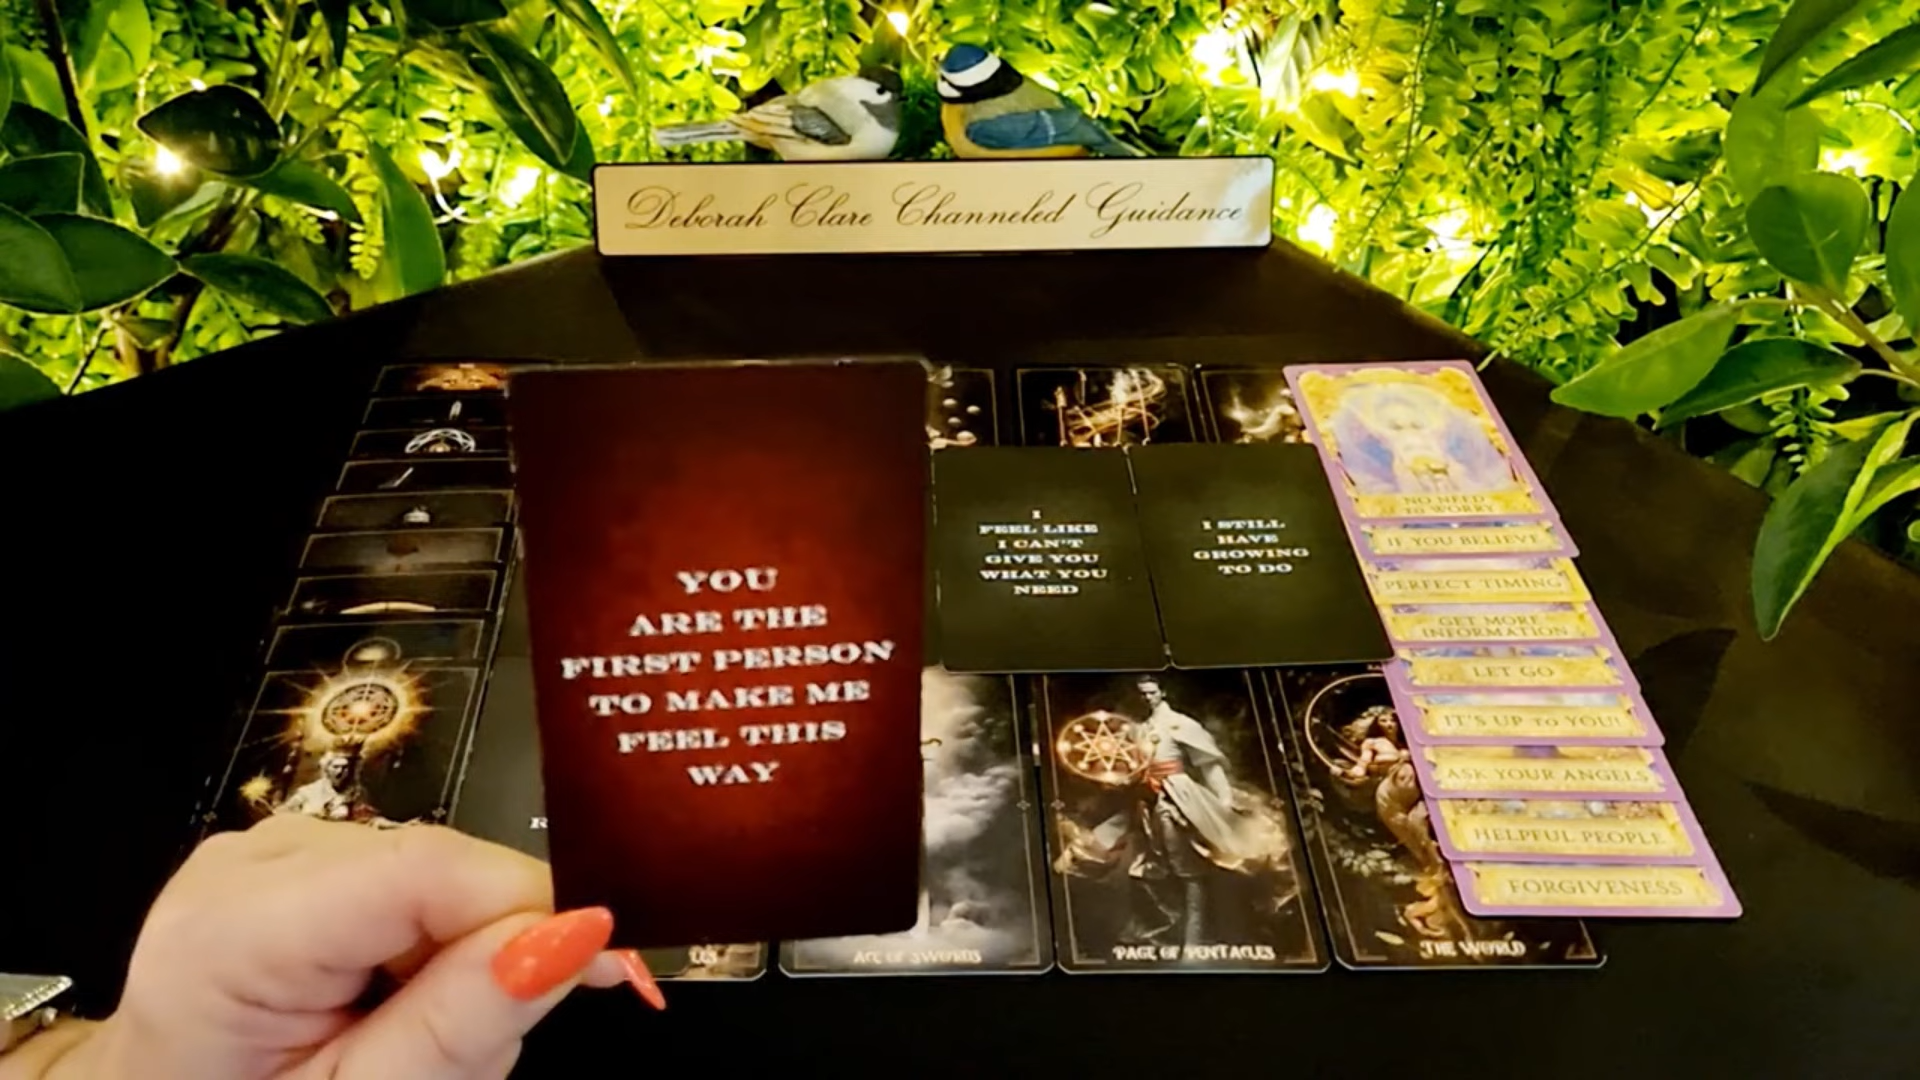 Deborah Clare Channeled Guidance
YOU
ARE THE
FIRST PERSON
TO MAKE ME
FEEL THIS
WAY
I
FEEL LIKE
I CAN'T
GIVE YOU
WHAT YOU
NEED
I STILL
HAVE
GROWING
TO DO
NO NEED
TO WORRY
IF YOU BELIEVE
PERFECT TIMING
GET MORE
INFORMATION
LET GO
IT'S UP TO YOU!
ASK YOUR ANGELS
HELPFUL PEOPLE
FORGIVENESS
ACE OF SWORDS
PAGE OF PENTACLES
THE WORLD